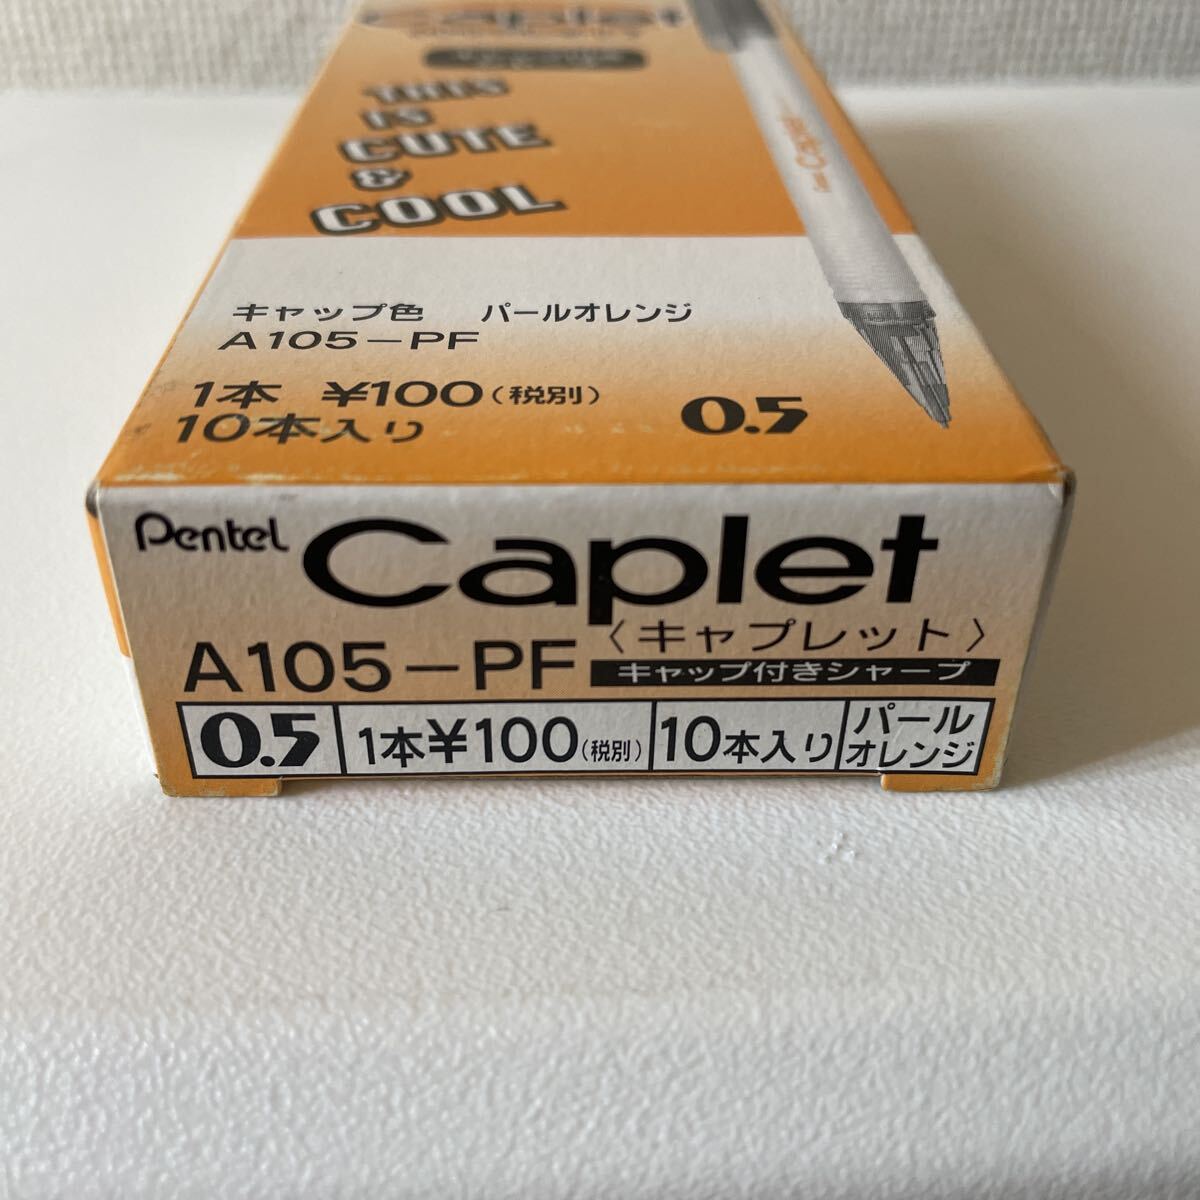 Caplet
THIS
IS
CUTE
&
COOL
Pentel Caplet
キャップ色 パールオレンジ
A105-PF
1本 ¥100(税別)
10本入り
0.5
Pentel Caplet
〈キャプレット〉
A105-PF キャップ付きシャープ
0.5 1本¥100(税別) 10本入り パールオレンジ